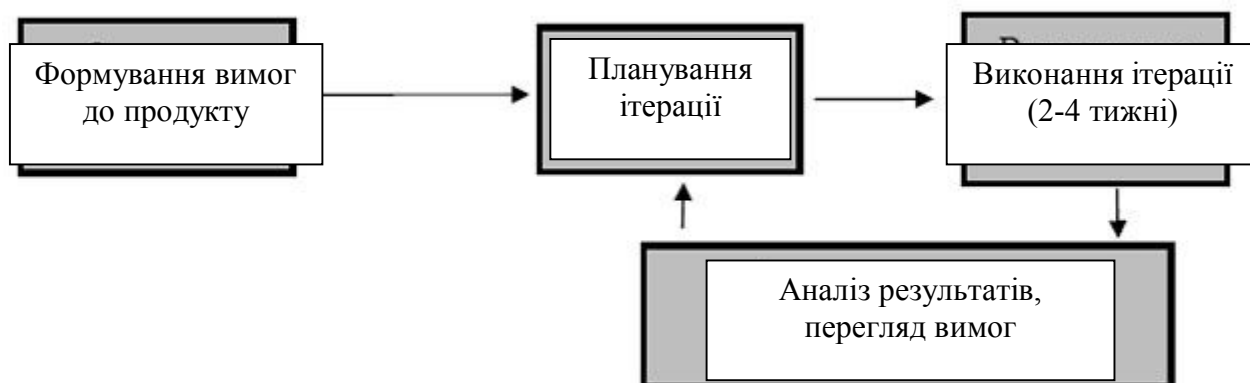 Формування вимог
до продукту
Планування
ітерації
Виконання ітерації
(2-4 тижні)
Аналіз результатів,
перегляд вимог